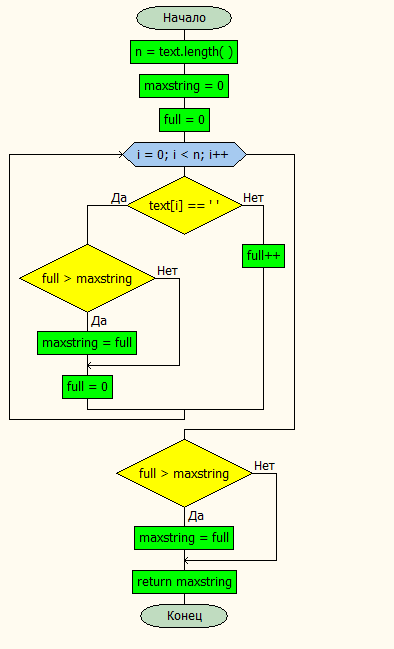 Начало
n = text.length( )
maxstring = 0
full = 0
i = 0; i < n; i++
Да
Нет
text[i] == ' '
full++
full > maxstring
Нет
Да
maxstring = full
full = 0
full > maxstring
Нет
Да
maxstring = full
return maxstring
Конец